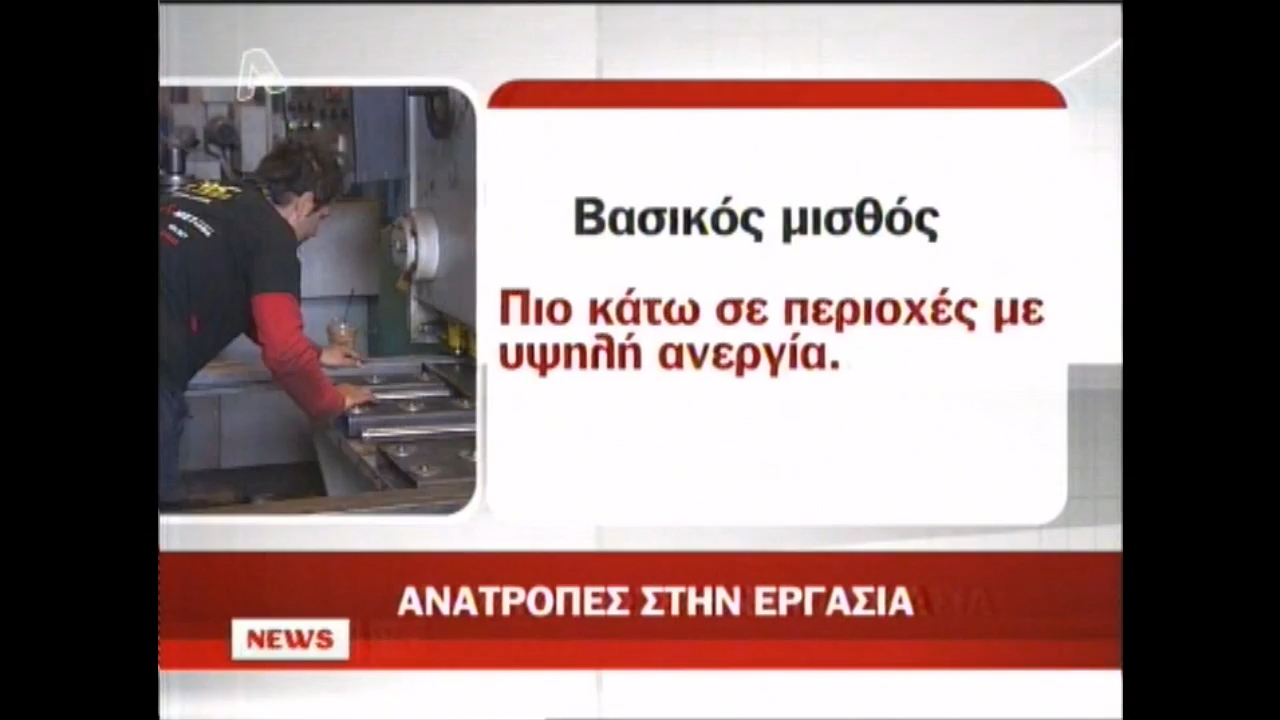 Βασικός μισθός
Πιο κάτω σε περιοχές με
υψηλή ανεργία.
ΑΝΑΤΡΟΠΕΣ ΣΤΗΝ ΕΡΓΑΣΙΑ
NEWS